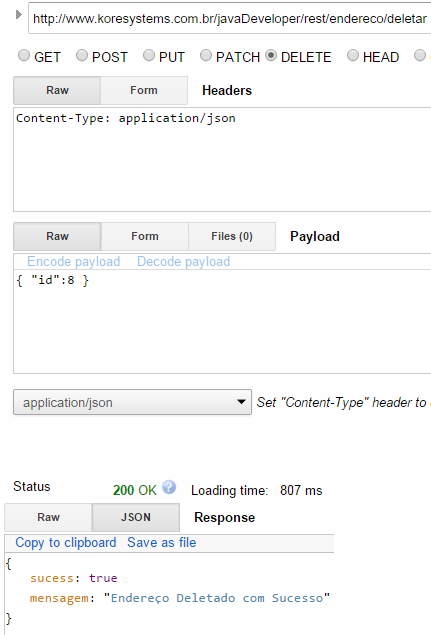 http://www.koresystems.com.br/javaDeveloper/rest/endereco/deletar
GET POST PUT PATCH DELETE HEAD
Raw Form Headers
Content-Type: application/json
Raw Form Files (0) Payload
Encode payload Decode payload
{ "id":8 }
application/json Set "Content-Type" header to
Status 200 OK ? Loading time: 807 ms
Raw JSON Response
Copy to clipboard Save as file
{
sucess: true
mensagem: "Endereço Deletado com Sucesso"
}